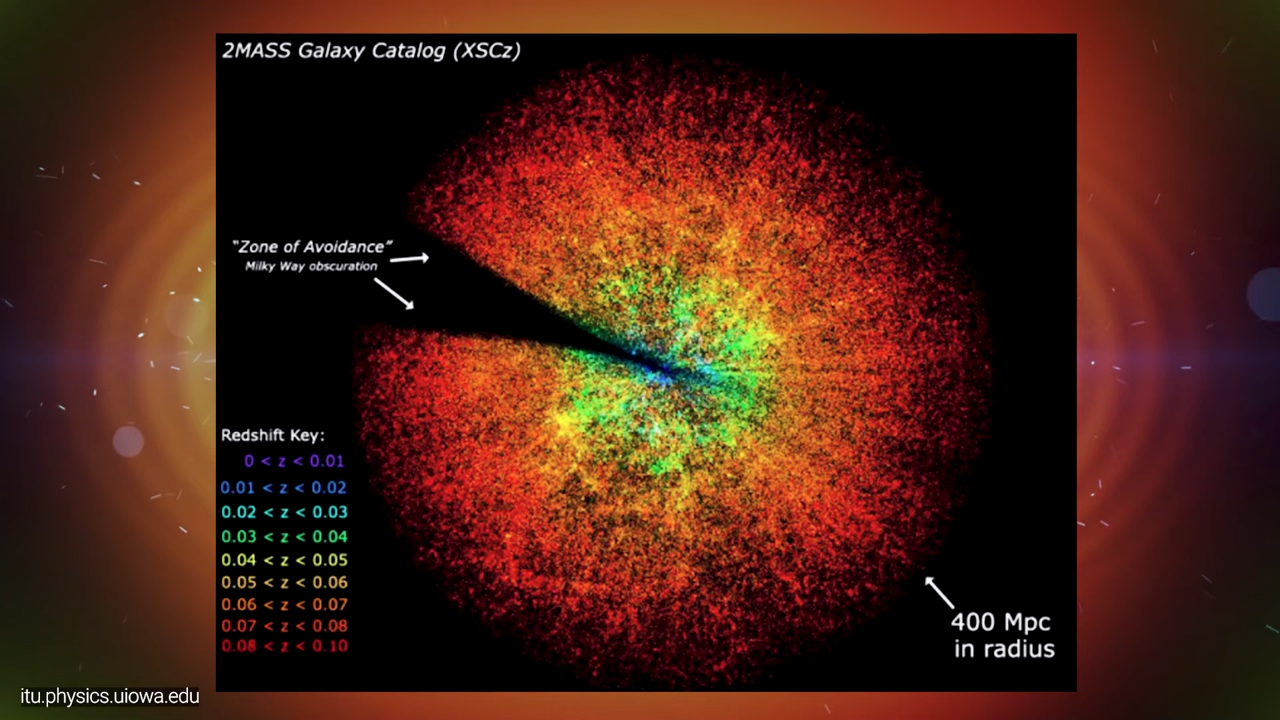 2MASS Galaxy Catalog (XSCz)
"Zone of Avoidance"
Milky Way obscuration
Redshift Key:
0 < z < 0.01
0.01 < z < 0.02
0.02 < z < 0.03
0.03 < z < 0.04
0.04 < z < 0.05
0.05 < z < 0.06
0.06 < z < 0.07
0.07 < z < 0.08
0.08 < z < 0.10
400 Mpc
in radius
itu.physics.uiowa.edu